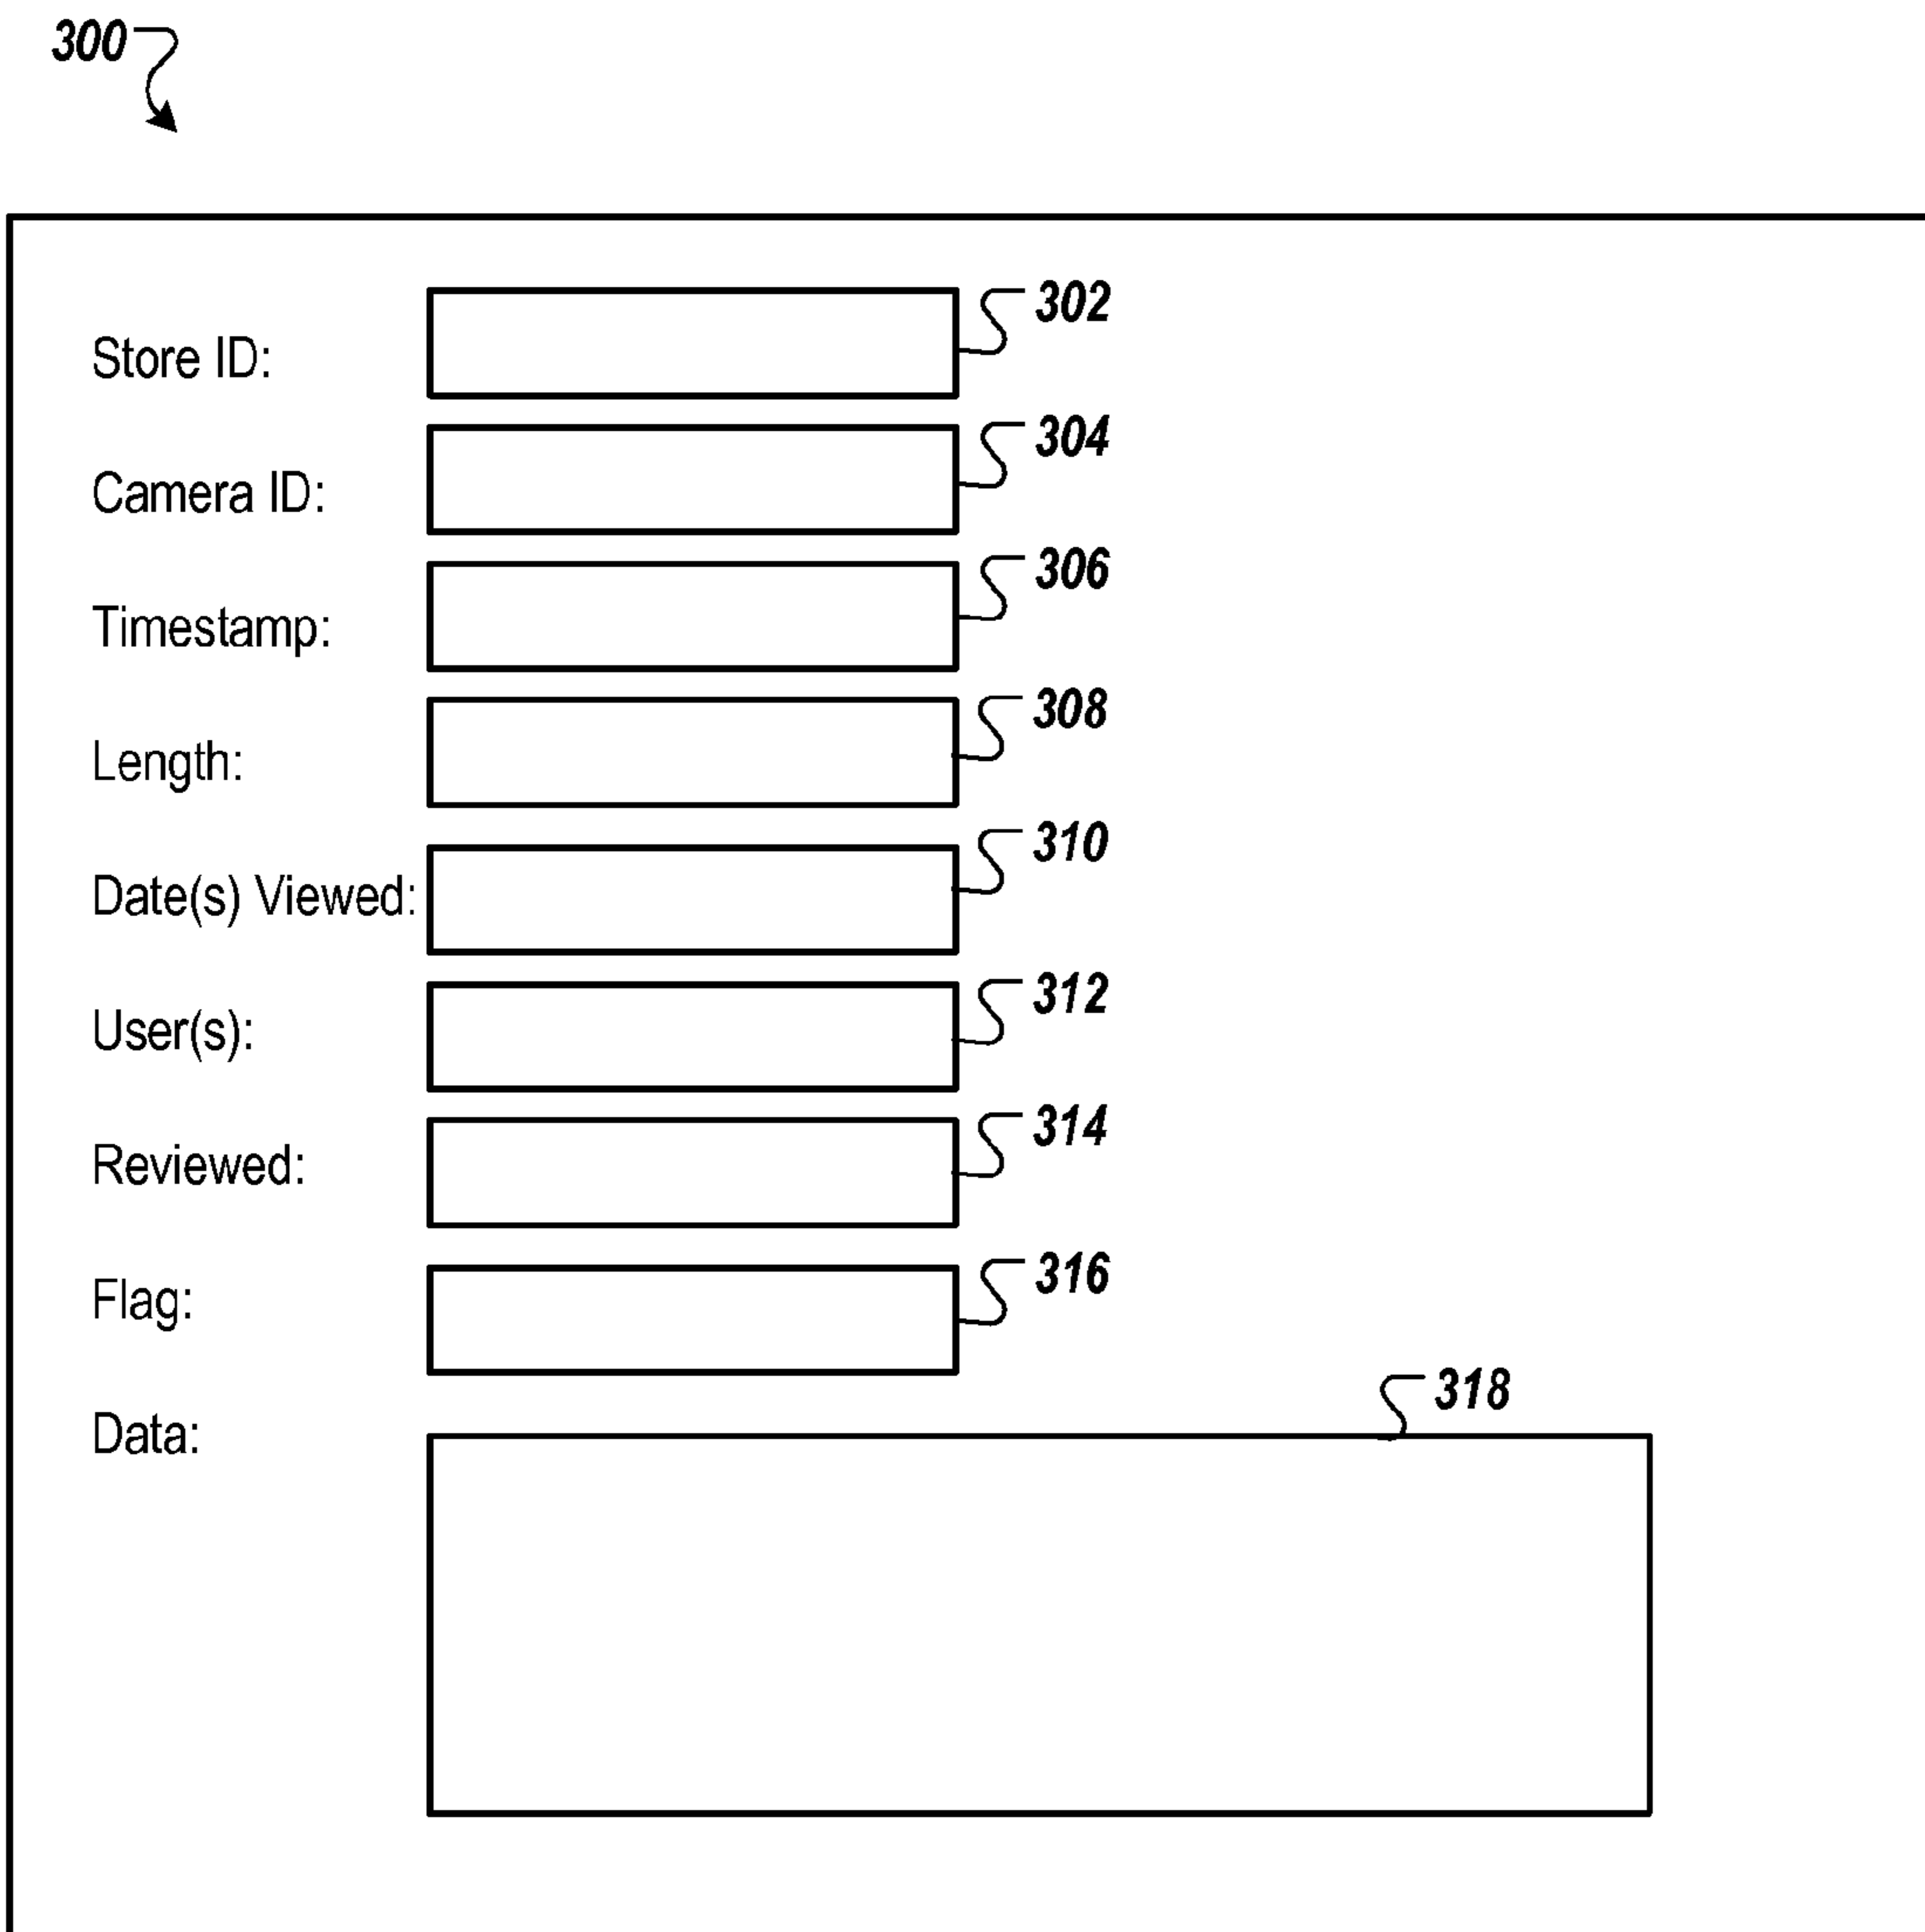 300
Store ID: 302
Camera ID: 304
Timestamp: 306
Length: 308
Date(s) Viewed: 310
User(s): 312
Reviewed: 314
Flag: 316
Data: 318